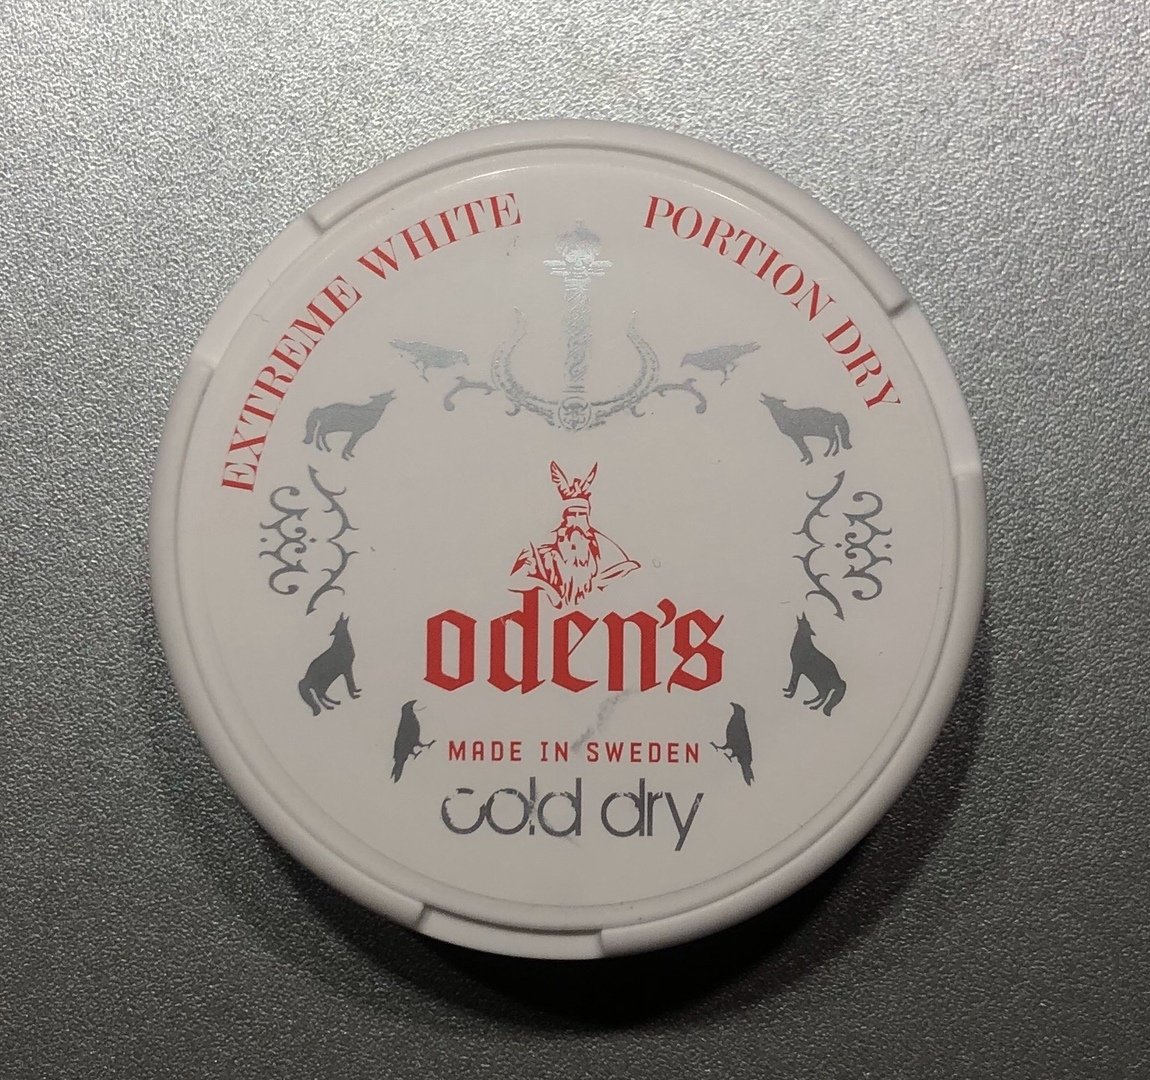 EXTREME WHITE PORTION DRY
oden's
MADE IN SWEDEN
cold dry